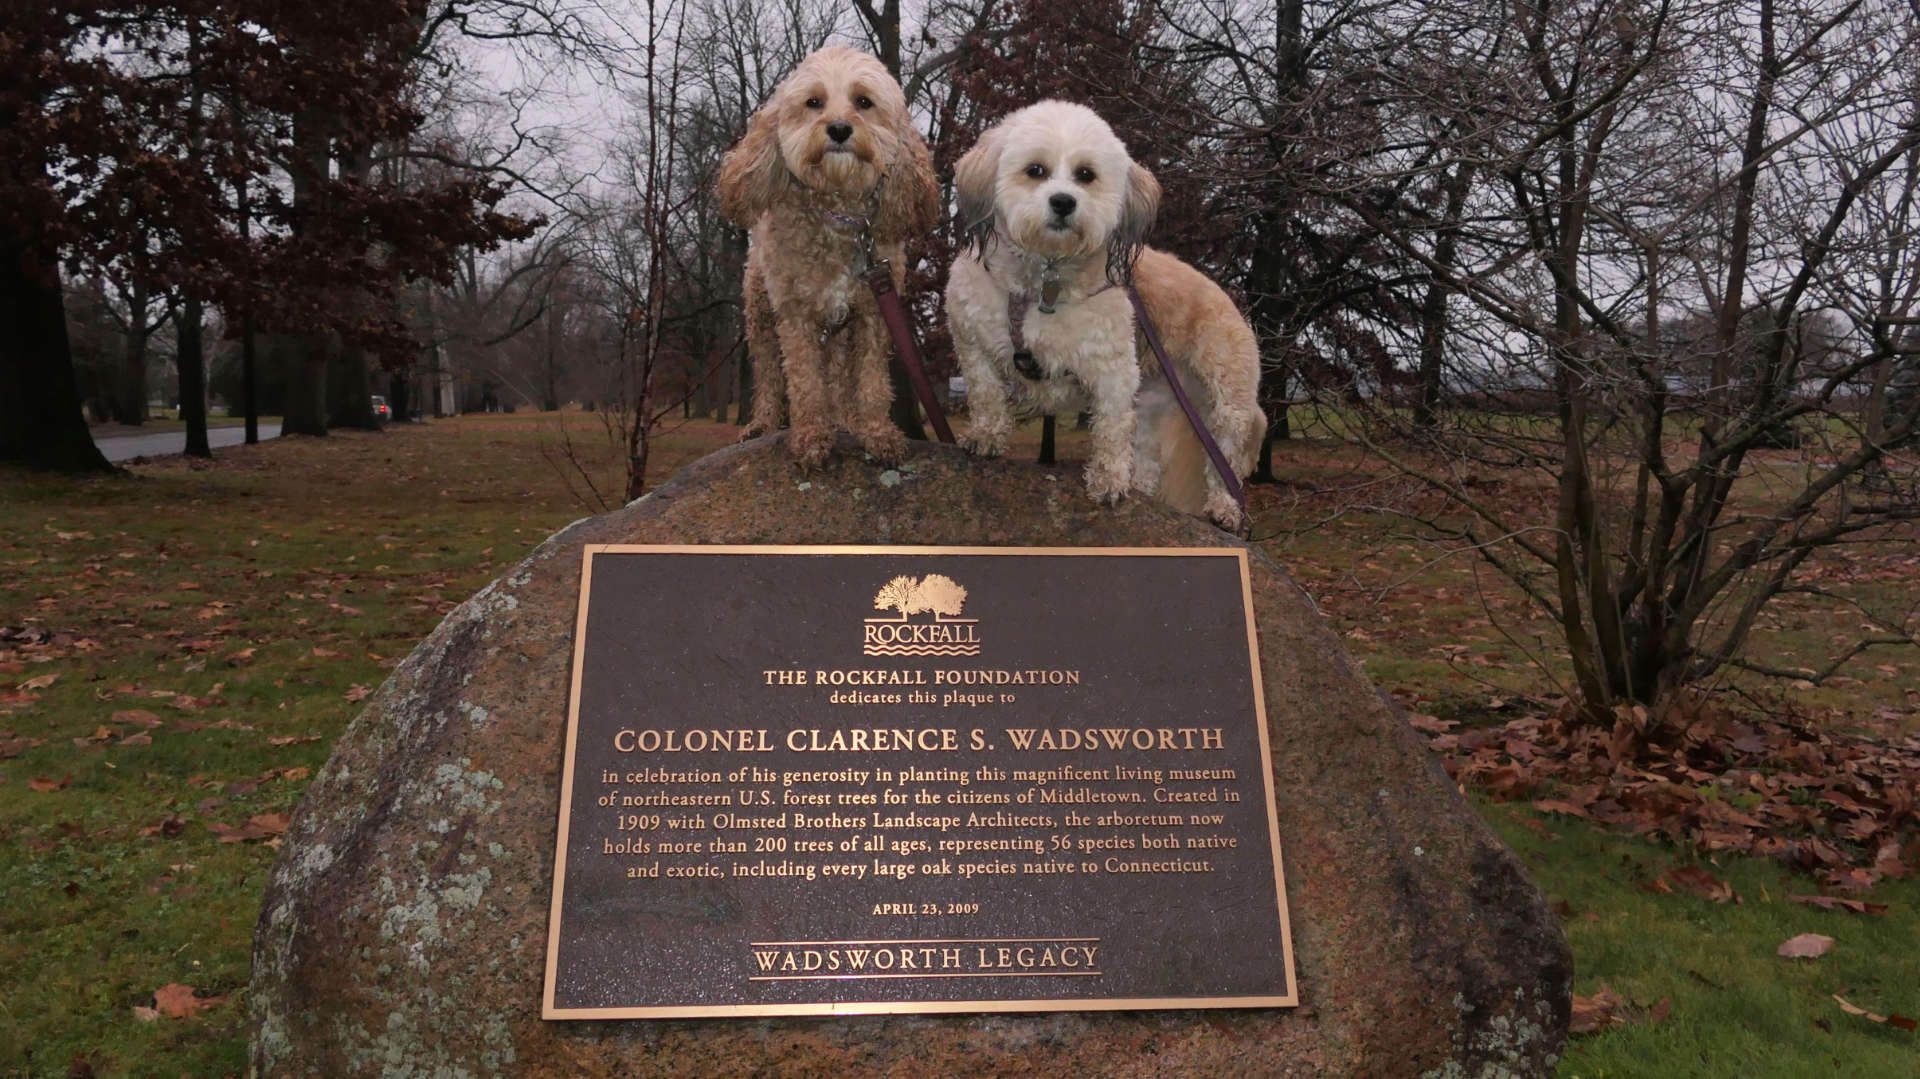 ROCKFALL
THE ROCKFALL FOUNDATION
dedicates this plaque to
COLONEL CLARENCE S. WADSWORTH
in celebration of his generosity in planting this magnificent living museum
of northeastern U.S. forest trees for the citizens of Middletown. Created in
1909 with Olmsted Brothers Landscape Architects, the arboretum now
holds more than 200 trees of all ages, representing 56 species both native
and exotic, including every large oak species native to Connecticut.
APRIL 23, 2009
WADSWORTH LEGACY